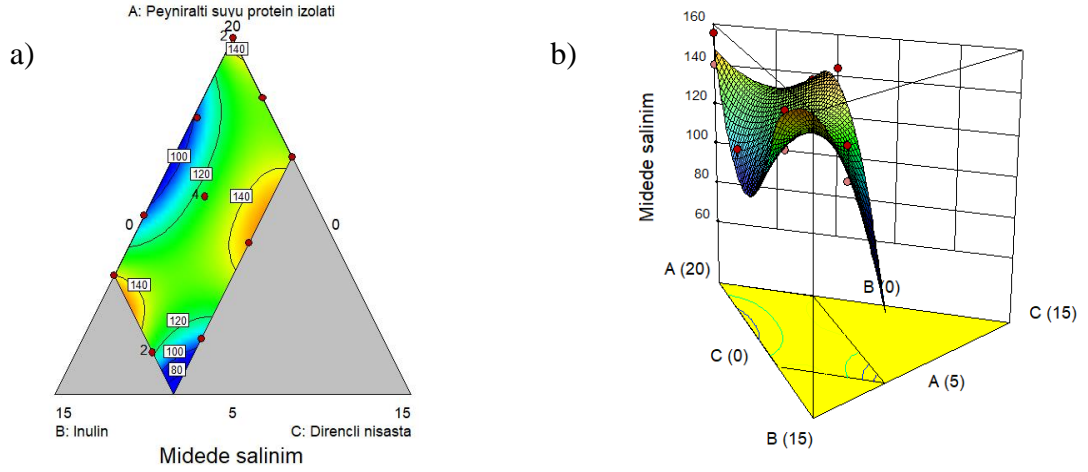 a)
A: Peyniralti suyu protein izolati
20
2
140
100
120
140
4
0
0
140
120
2
100
80
15
5
15
B: Inulin
C: Direncli nisasta
Midede salinim
b)
160
140
120
100
80
60
Midede salinim
A (20)
B (0)
C (15)
C (0)
A (5)
B (15)